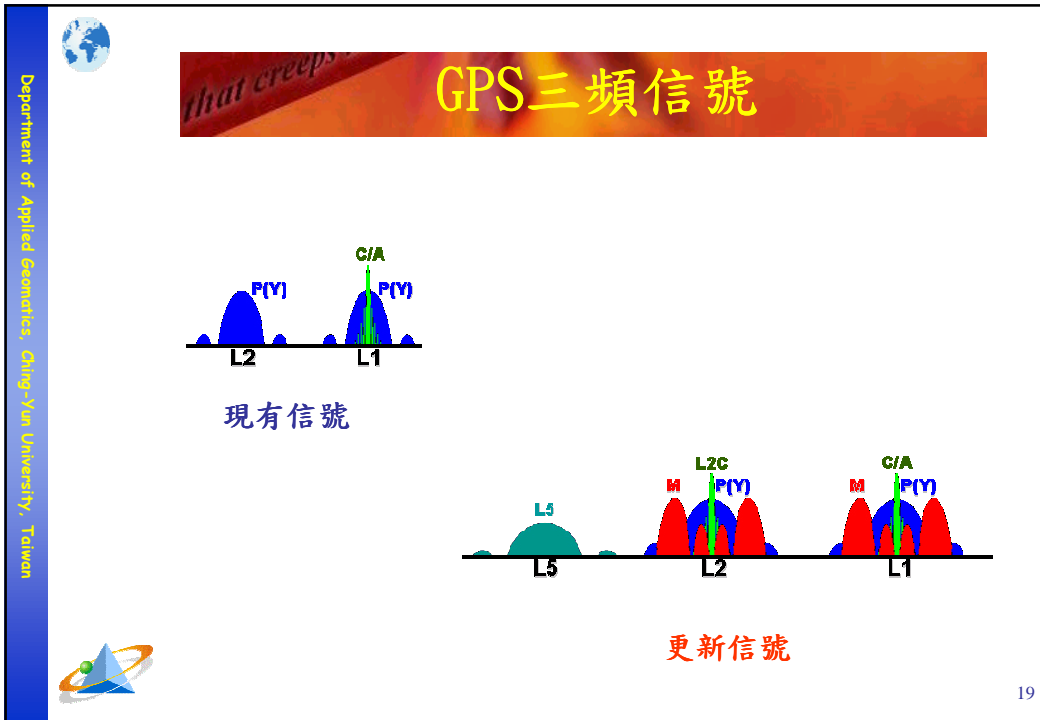 Department of Applied Geomatics, Ching-Yun University, Taiwan
that creeps
GPS三頻信號
C/A
P(Y)
P(Y)
L2
L1
現有信號
L2C
C/A
M
P(Y)
M
P(Y)
L5
L5
L2
L1
更新信號
19